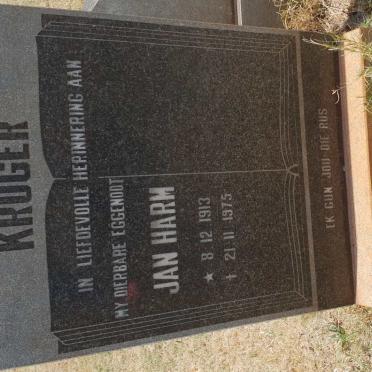 KRUGER
IN LIEFDEVOLLE HERINNERING AAN
MY DIERBARE EGGENOOT
JAN HARM
★ 8 · 12 · 1913
† 21 · 11 · 1975
EK GUN JOU DIE RUS